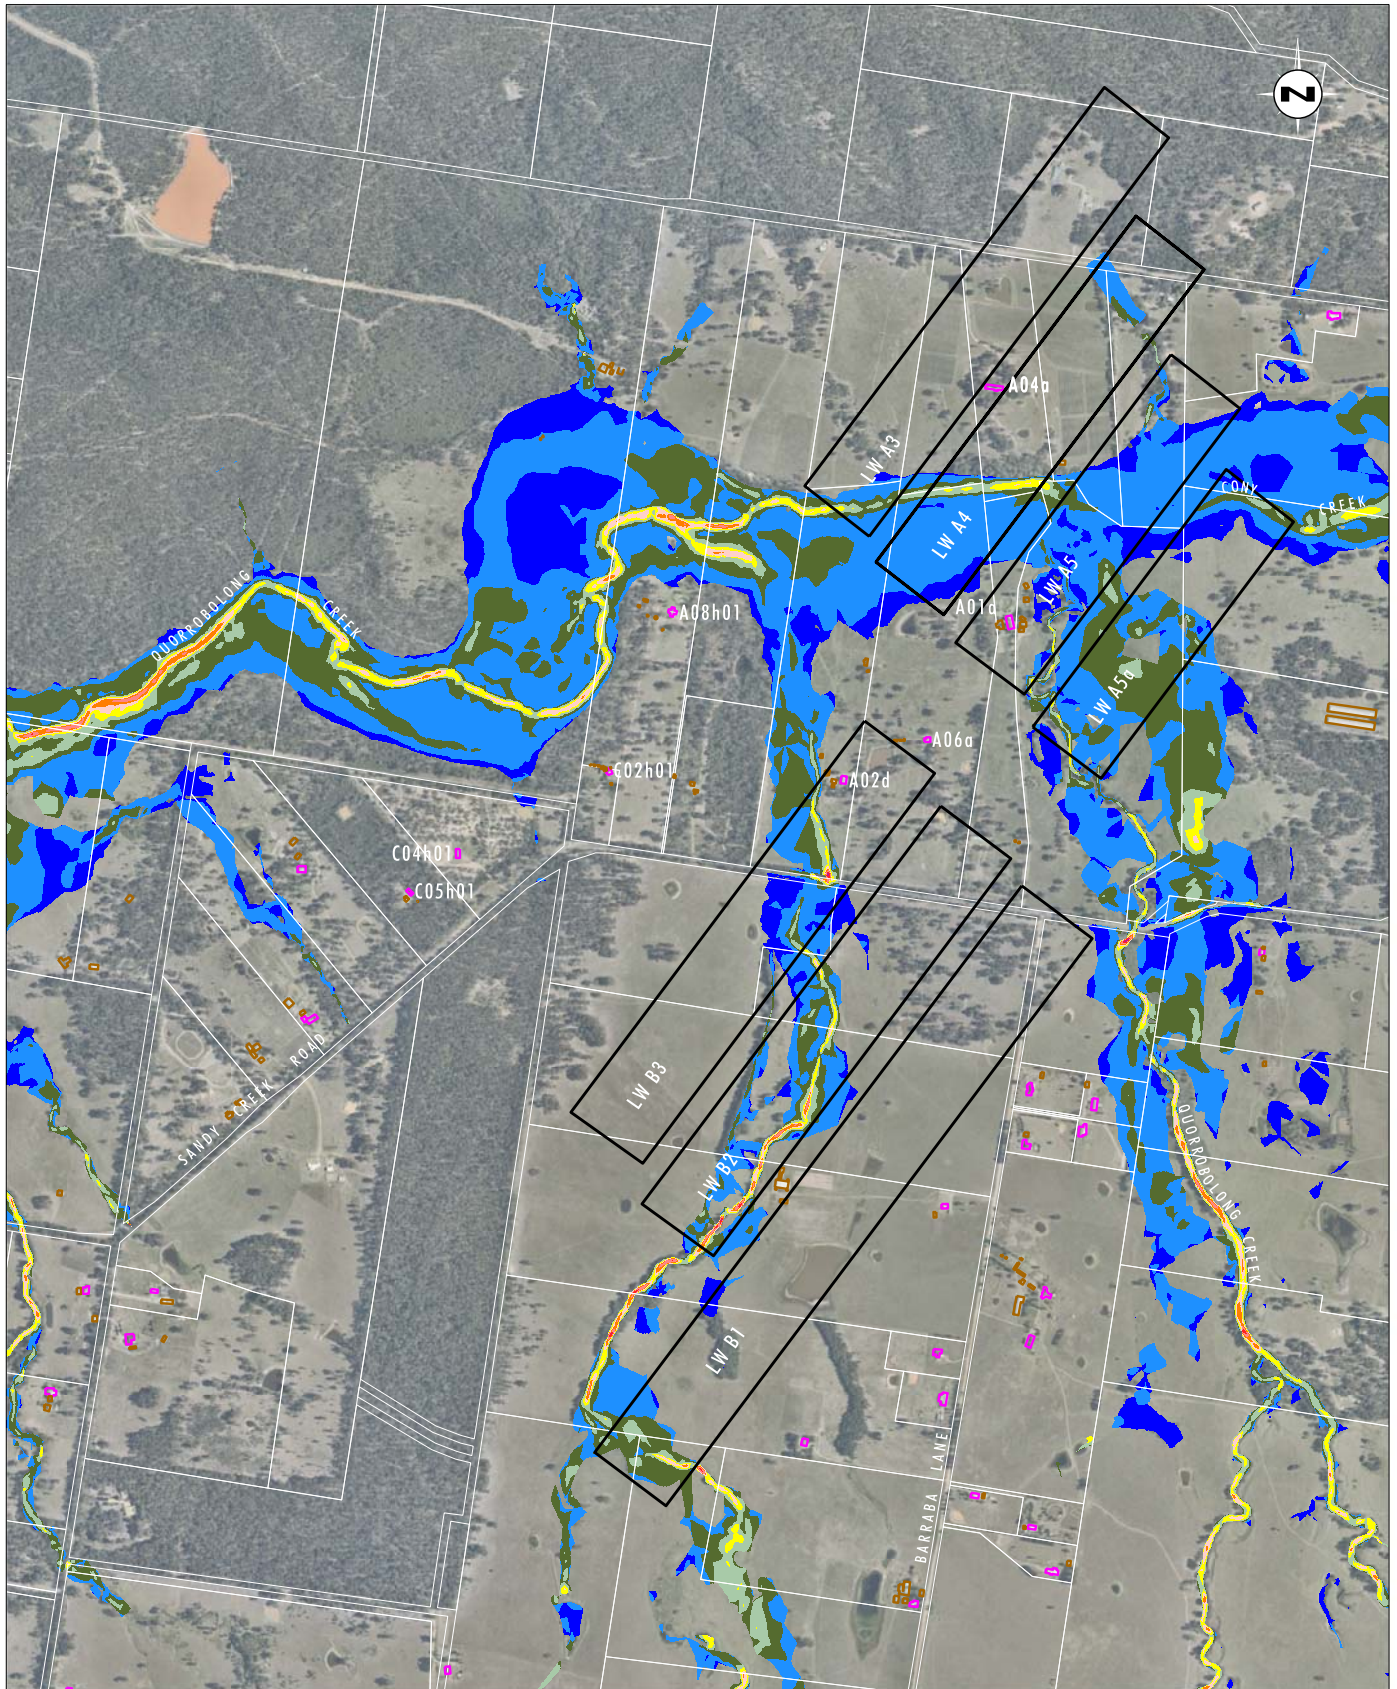 N
LW A3
A04a
LW A4
CONY
CREEK
QUORROBOLONG
CREEK
A08h01
A01d
LW A5
LW A5a
A06a
C02h01
A02d
C04h01
C05h01
SANDY CREEK ROAD
LW B3
LW B2
QUORROBOLONG
CREEK
LW B1
BARRABA LANE